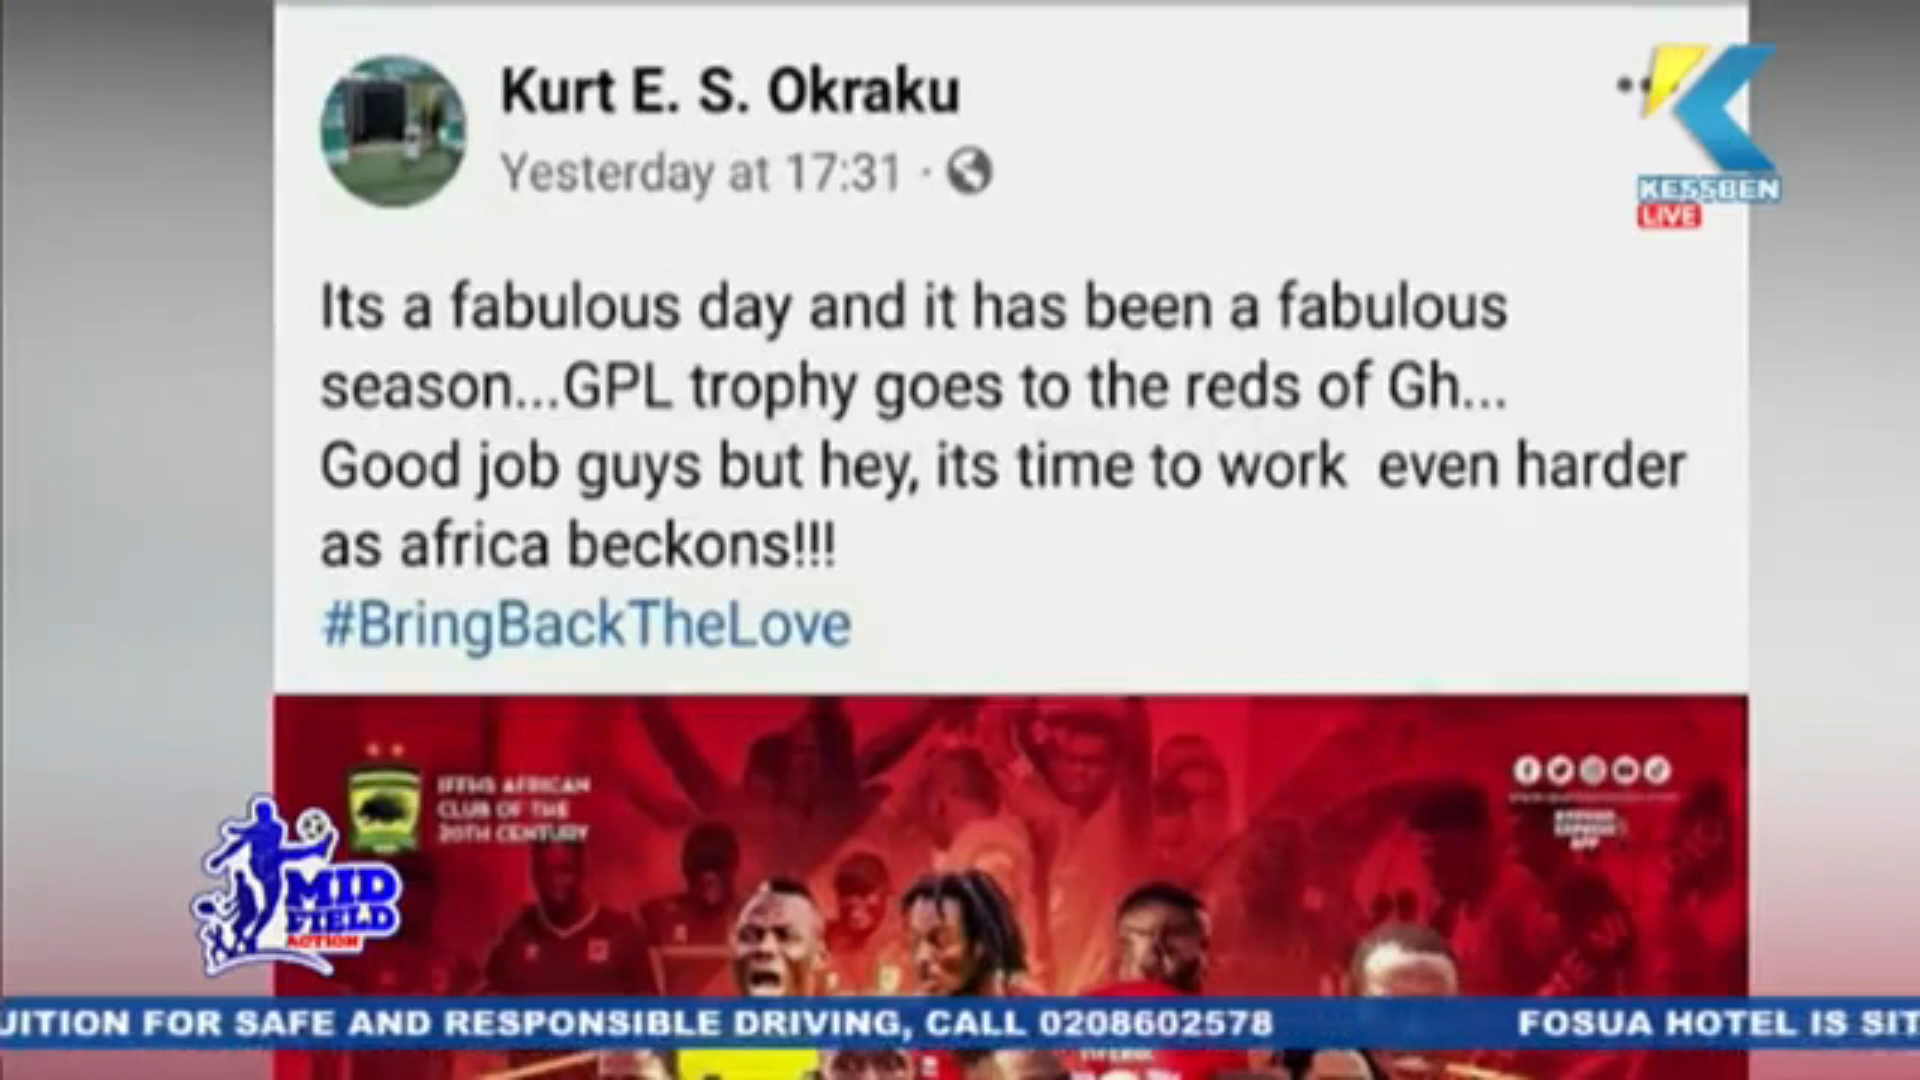 Kurt E. S. Okraku
Yesterday at 17:31
KESSBEN
LIVE
Its a fabulous day and it has been a fabulous
season...GPL trophy goes to the reds of Gh...
Good job guys but hey, its time to work even harder
as africa beckons!!!
#BringBackTheLove
IFFHS AFRICAN
CLUB OF THE
20TH CENTURY
APP
MID
FIELD
ACTION
UITION FOR SAFE AND RESPONSIBLE DRIVING, CALL 0208602578
FOSUA HOTEL IS SIT